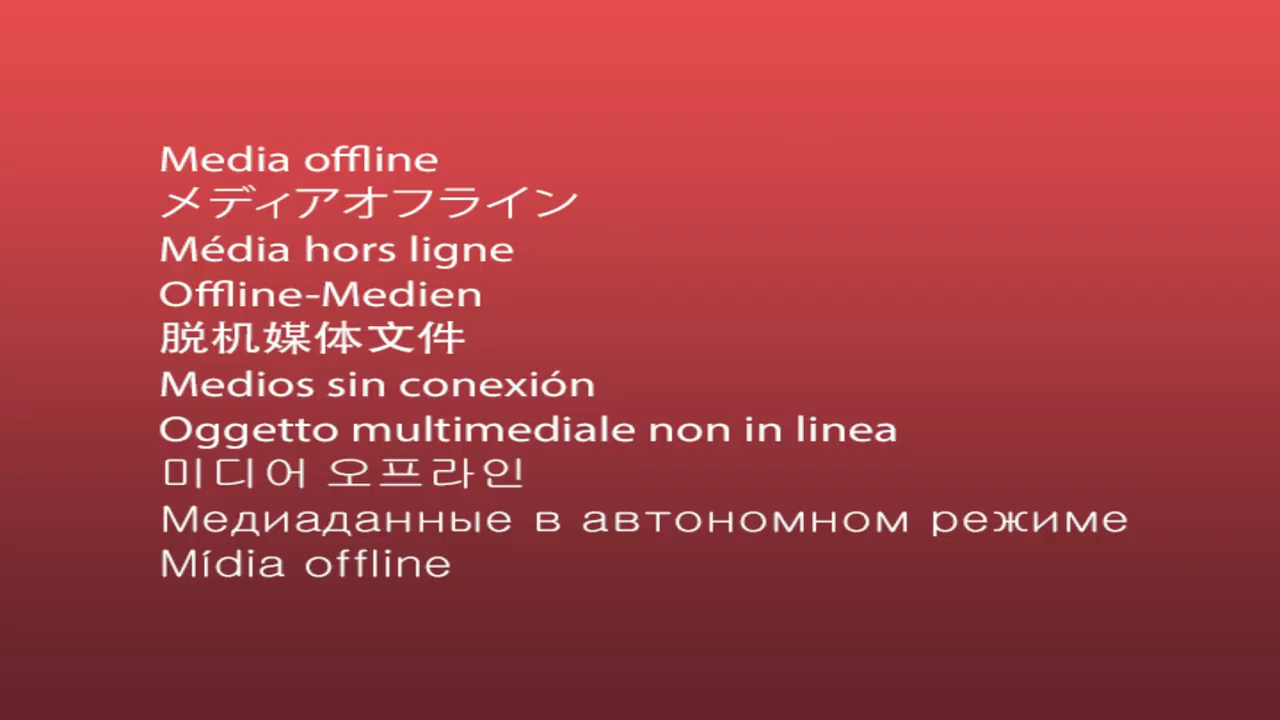 Media offline
メディアオフライン
Média hors ligne
Offline-Medien
脱机媒体文件
Medios sin conexión
Oggetto multimediale non in linea
미디어 오프라인
Медиаданные в автономном режиме
Mídia offline